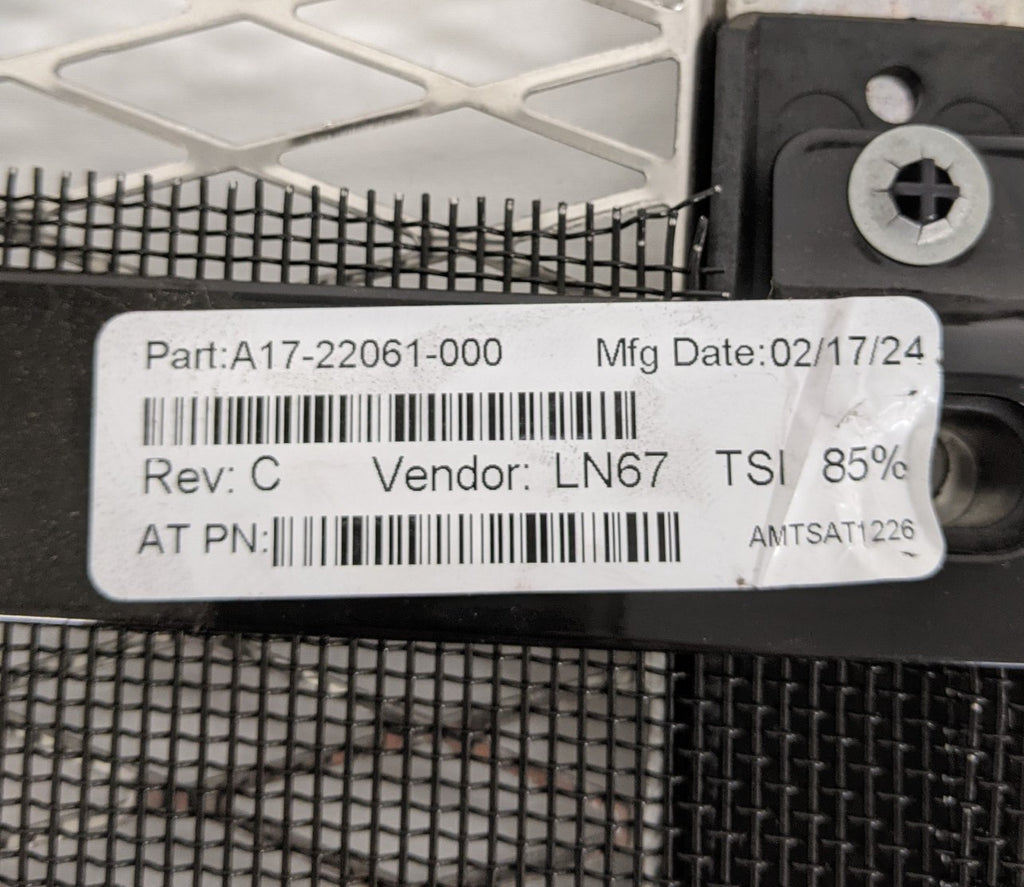 Part:A17-22061-000 Mfg Date:02/17/24
Rev: C Vendor: LN67 TSI 85%
AT PN: AMTSAT1226